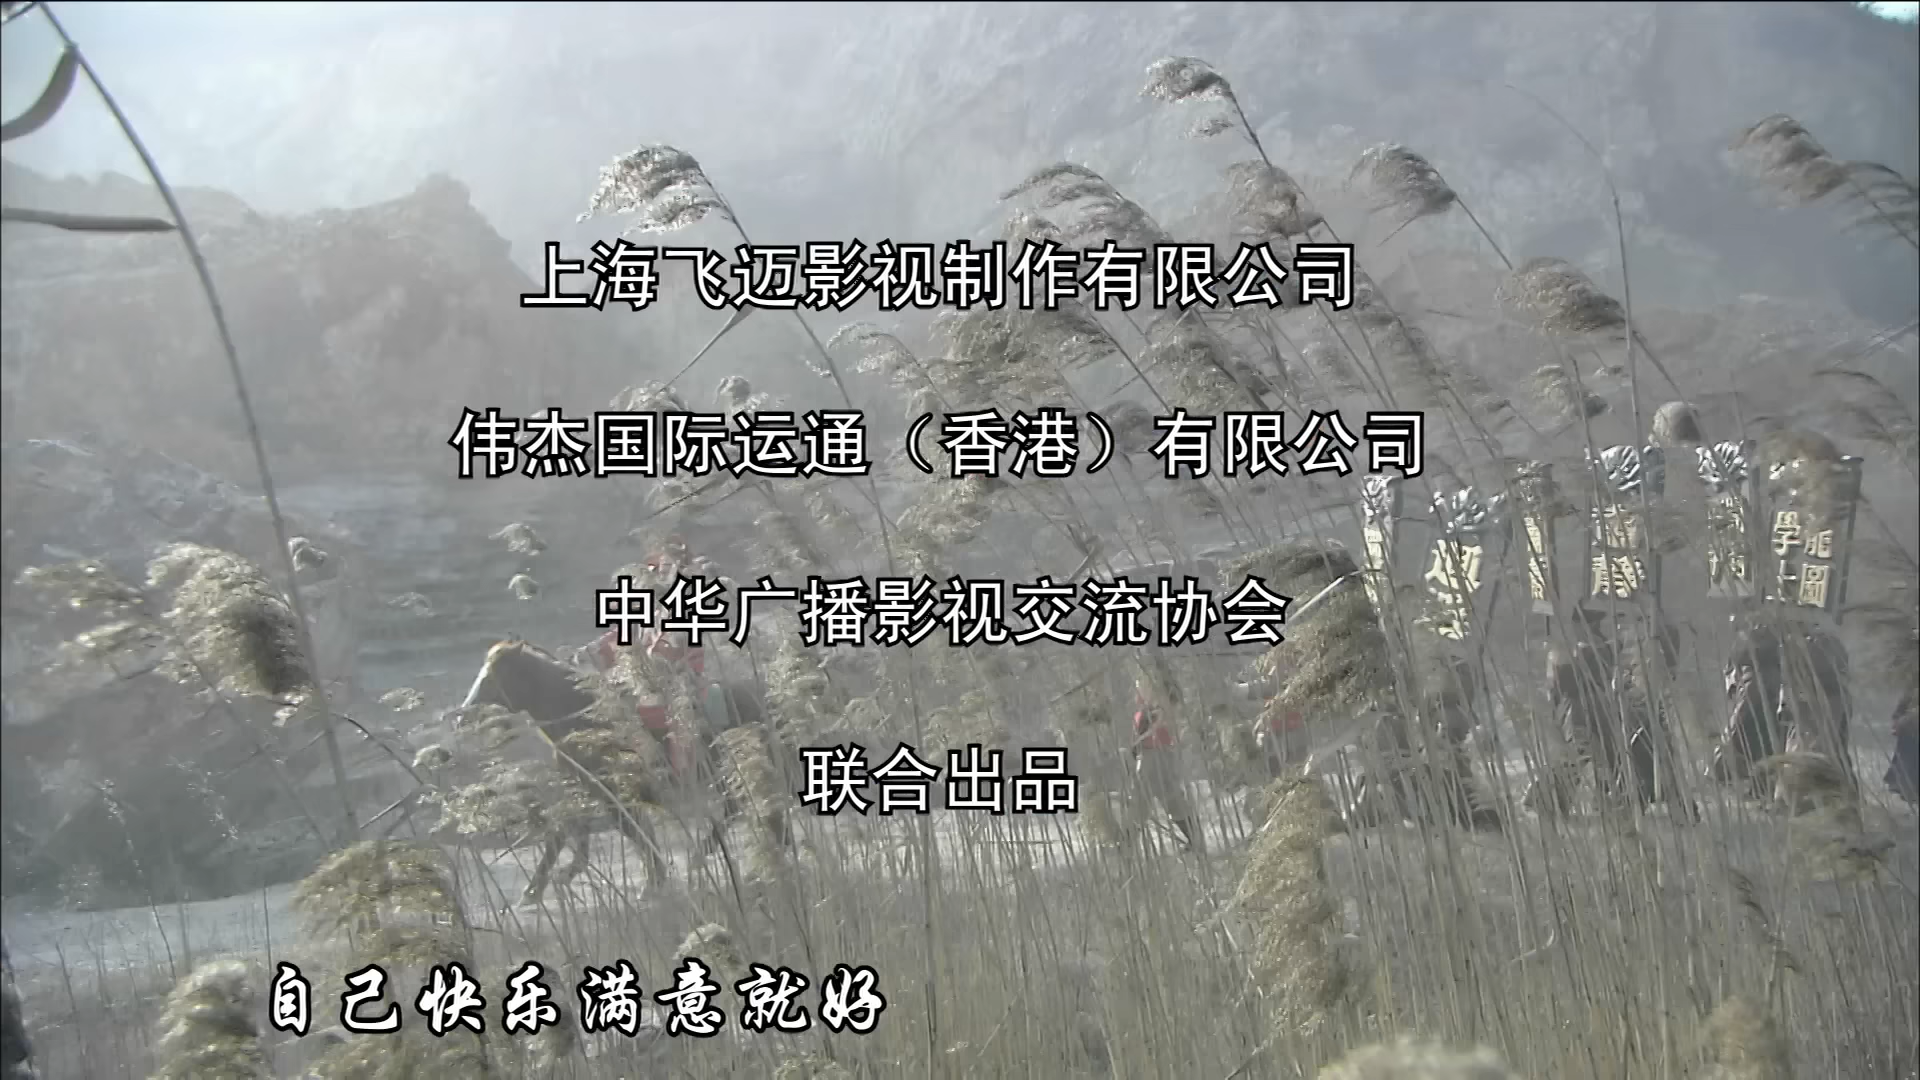 上海飞迈影视制作有限公司
伟杰国际运通（香港）有限公司
中华广播影视交流协会
联合出品
自己快乐满意就好